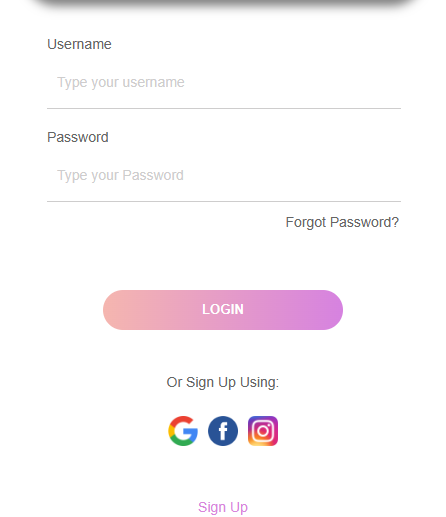 Username
Type your username
Password
Type your Password
Forgot Password?
LOGIN
Or Sign Up Using:
Sign Up